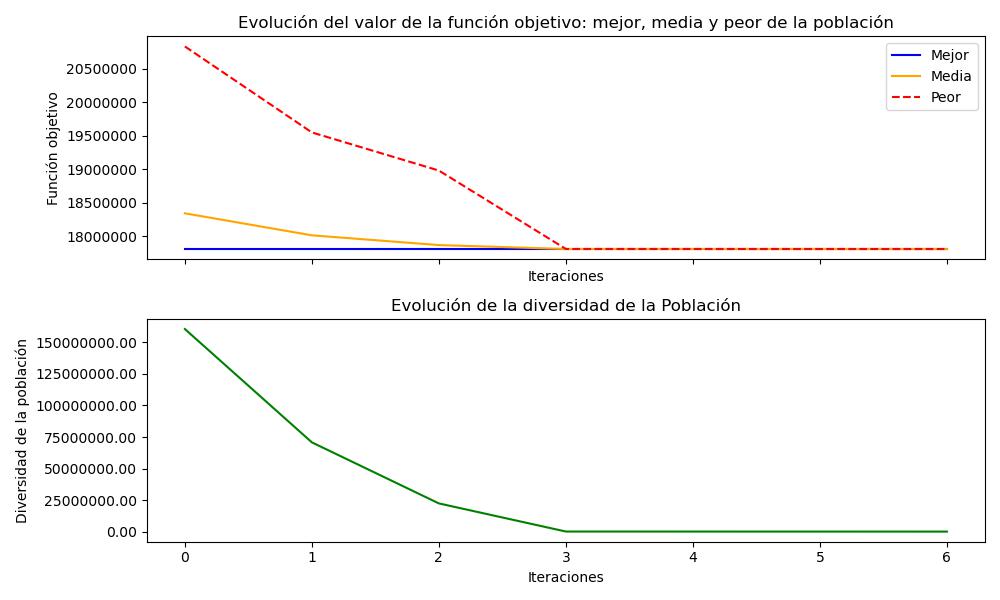 Evolución del valor de la función objetivo: mejor, media y peor de la población
Función objetivo
20500000
20000000
19500000
19000000
18500000
18000000
Mejor
Media
Peor
Iteraciones
Evolución de la diversidad de la Población
Diversidad de la población
150000000.00
125000000.00
100000000.00
75000000.00
50000000.00
25000000.00
0.00
0 1 2 3 4 5 6
Iteraciones